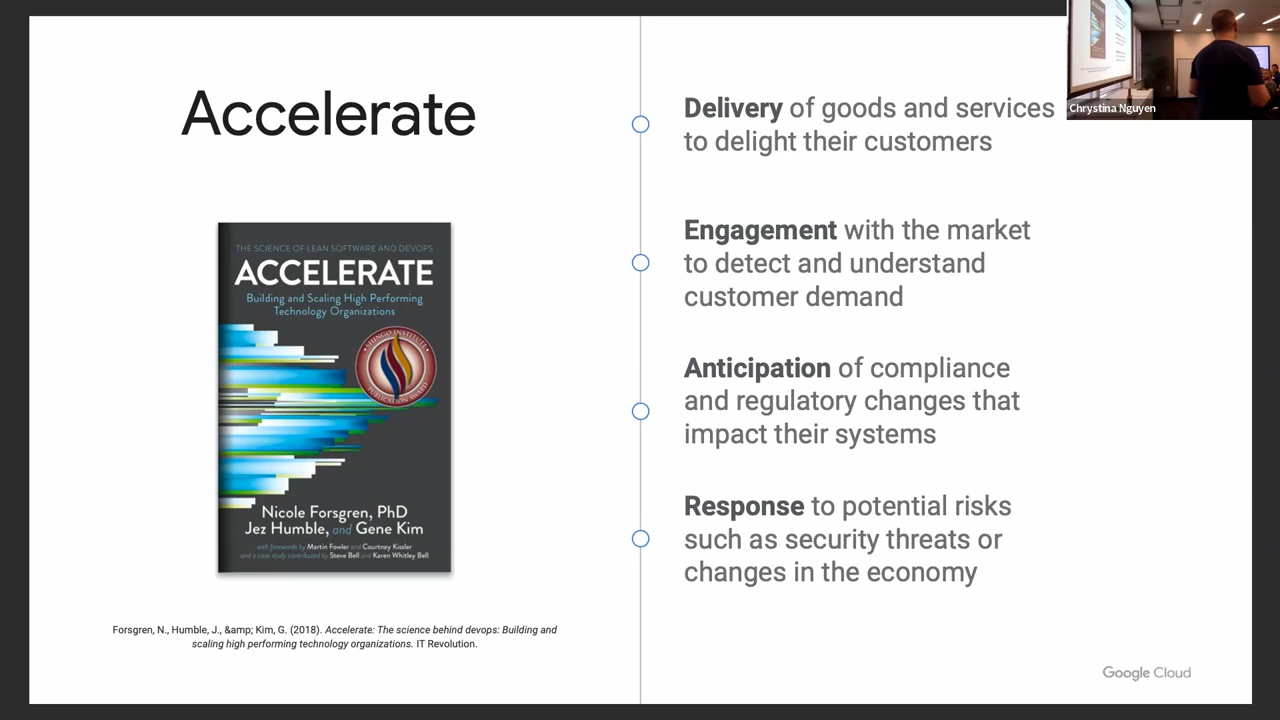 Accelerate
THE SCIENCE OF LEAN SOFTWARE AND DEVOPS
ACCELERATE
Building and Scaling High Performing
Technology Organizations
SHINGO INSTITUTE
PUBLICATION AWARD
Nicole Forsgren, PhD
Jez Humble, and Gene Kim
with forewords by Martin Fowler and Courtney Kissler
and a case study contributed by Steve Bell and Karen Whitley Bell
Forsgren, N., Humble, J., &amp; Kim, G. (2018). Accelerate: The science behind devops: Building and
scaling high performing technology organizations. IT Revolution.
Delivery of goods and services
to delight their customers
Engagement with the market
to detect and understand
customer demand
Anticipation of compliance
and regulatory changes that
impact their systems
Response to potential risks
such as security threats or
changes in the economy
Google Cloud
Chrystina Nguyen